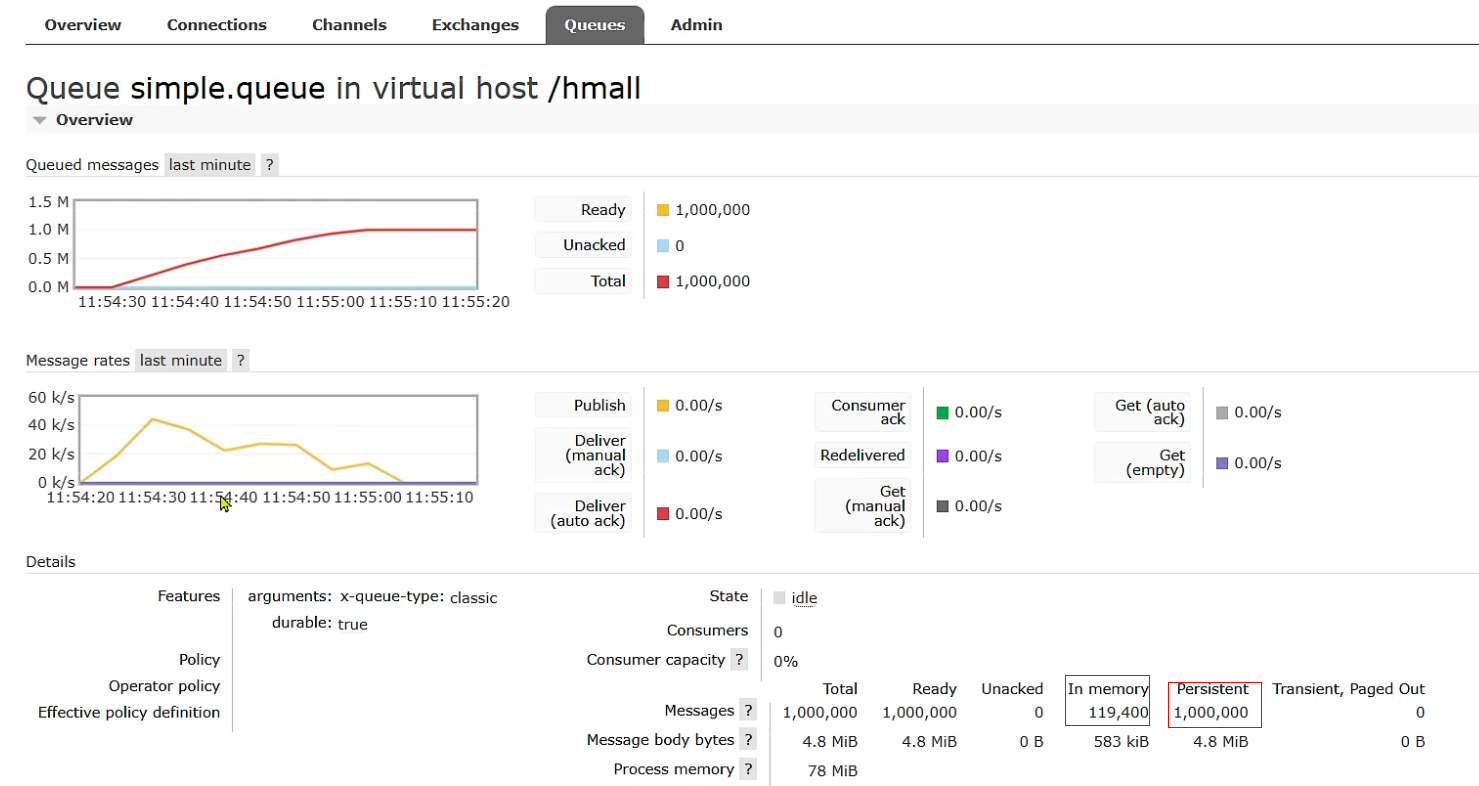 Overview Connections Channels Exchanges Queues Admin
Queue simple.queue in virtual host /hmall
Overview
Queued messages last minute ?
1.5 M
1.0 M
0.5 M
0.0 M
11:54:30 11:54:40 11:54:50 11:55:00 11:55:10 11:55:20
Ready 1,000,000
Unacked 0
Total 1,000,000
Message rates last minute ?
60 k/s
40 k/s
20 k/s
0 k/s
11:54:20 11:54:30 11:54:40 11:54:50 11:55:00 11:55:10
Publish 0.00/s
Deliver
(manual 0.00/s
ack)
Deliver
(auto ack) 0.00/s
Consumer
ack 0.00/s
Redelivered 0.00/s
Get
(manual 0.00/s
ack)
Get (auto
ack) 0.00/s
Get
(empty) 0.00/s
Details
Features arguments: x-queue-type: classic
durable: true
Policy
Operator policy
Effective policy definition
State idle
Consumers 0
Consumer capacity ? 0%
Total Ready Unacked In memory Persistent Transient, Paged Out
Messages ? 1,000,000 1,000,000 0 119,400 1,000,000 0
Message body bytes ? 4.8 MiB 4.8 MiB 0 B 583 kiB 4.8 MiB 0 B
Process memory ? 78 MiB